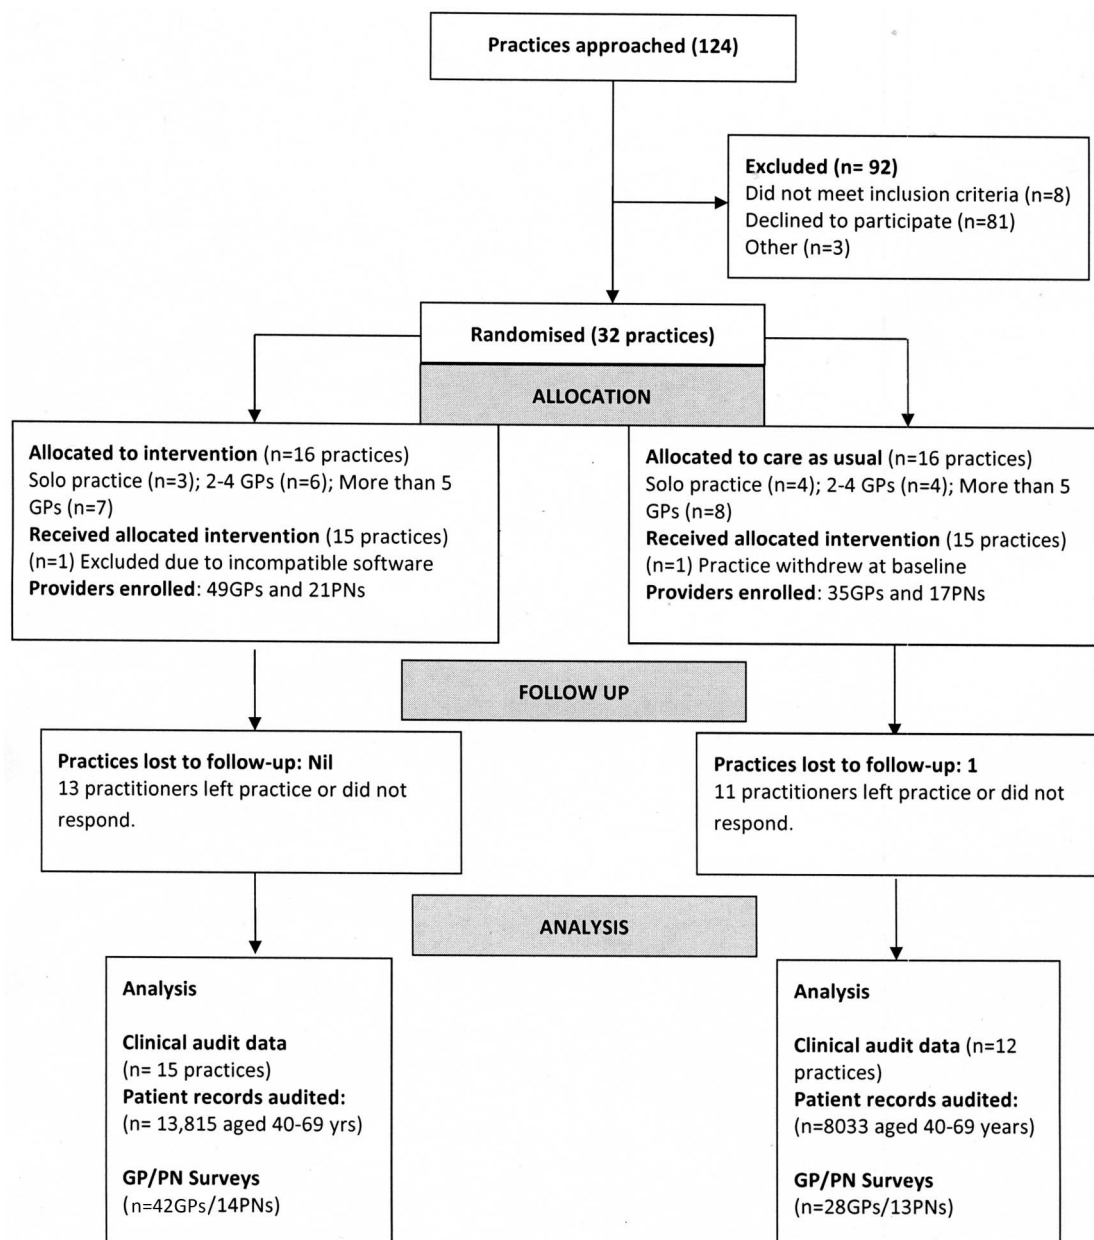 Practices approached (124)
Excluded (n= 92)
Did not meet inclusion criteria (n=8)
Declined to participate (n=81)
Other (n=3)
Randomised (32 practices)
ALLOCATION
Allocated to intervention (n=16 practices)
Solo practice (n=3); 2-4 GPs (n=6); More than 5
GPs (n=7)
Received allocated intervention (15 practices)
(n=1) Excluded due to incompatible software
Providers enrolled: 49GPs and 21PNs
Allocated to care as usual (n=16 practices)
Solo practice (n=4); 2-4 GPs (n=4); More than 5
GPs (n=8)
Received allocated intervention (15 practices)
(n=1) Practice withdrew at baseline
Providers enrolled: 35GPs and 17PNs
FOLLOW UP
Practices lost to follow-up: Nil
13 practitioners left practice or did not
respond.
Practices lost to follow-up: 1
11 practitioners left practice or did not
respond.
ANALYSIS
Analysis
Clinical audit data
(n= 15 practices)
Patient records audited:
(n= 13,815 aged 40-69 yrs)
GP/PN Surveys
(n=42GPs/14PNs)
Analysis
Clinical audit data (n=12
practices)
Patient records audited:
(n=8033 aged 40-69 years)
GP/PN Surveys
(n=28GPs/13PNs)